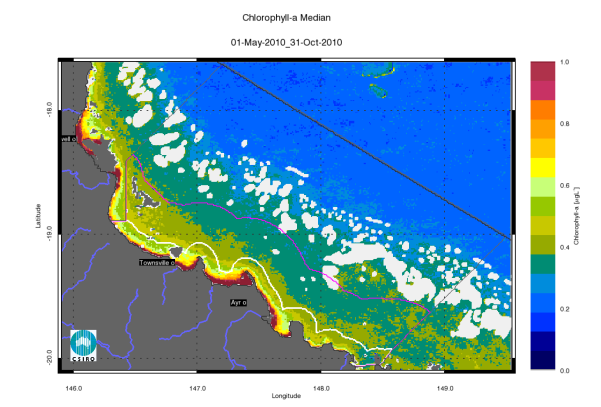 Chlorophyll-a Median
01-May-2010_31-Oct-2010
-18.0
-19.0
-20.0
Latitude
well o
Townsville o
Ayr o
CSIRO
146.0
147.0
148.0
149.0
Longitude
1.0
0.8
0.6
0.4
0.2
0.0
Chlorophyll-a [µgL⁻]